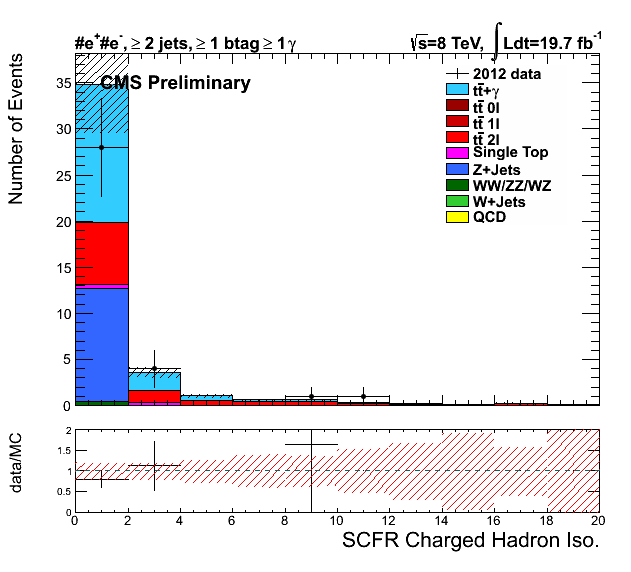 #e⁺#e⁻, ≥ 2 jets, ≥ 1 btag ≥ 1 γ
√s=8 TeV, ∫ Ldt=19.7 fb⁻¹
CMS Preliminary
2012 data
tt̄+γ
tt̄ 0l
tt̄ 1l
tt̄ 2l
Single Top
Z+Jets
WW/ZZ/WZ
W+Jets
QCD
Number of Events
35
30
25
20
15
10
5
0
data/MC
2
1.5
1
0.5
0
0 2 4 6 8 10 12 14 16 18 20
SCFR Charged Hadron Iso.